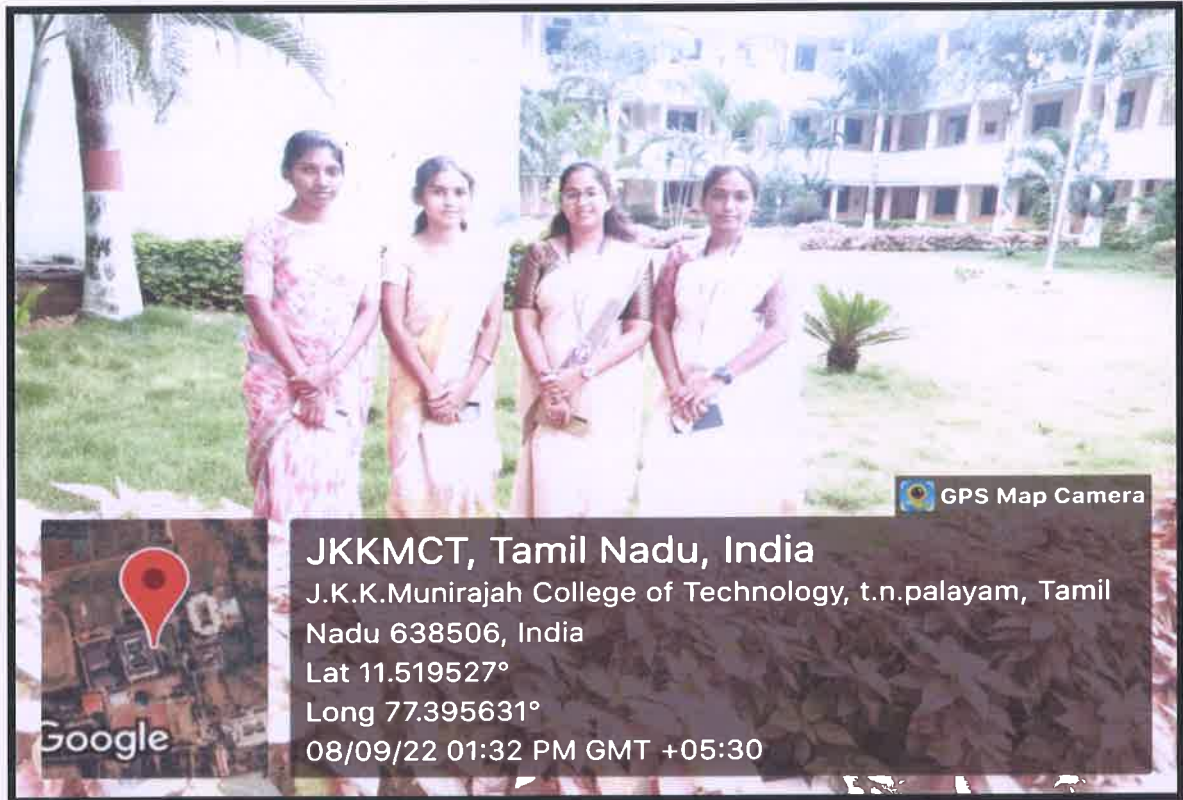 GPS Map Camera
JKKMCT, Tamil Nadu, India
J.K.K.Munirajah College of Technology, t.n.palayam, Tamil
Nadu 638506, India
Lat 11.519527°
Long 77.395631°
08/09/22 01:32 PM GMT +05:30
Google